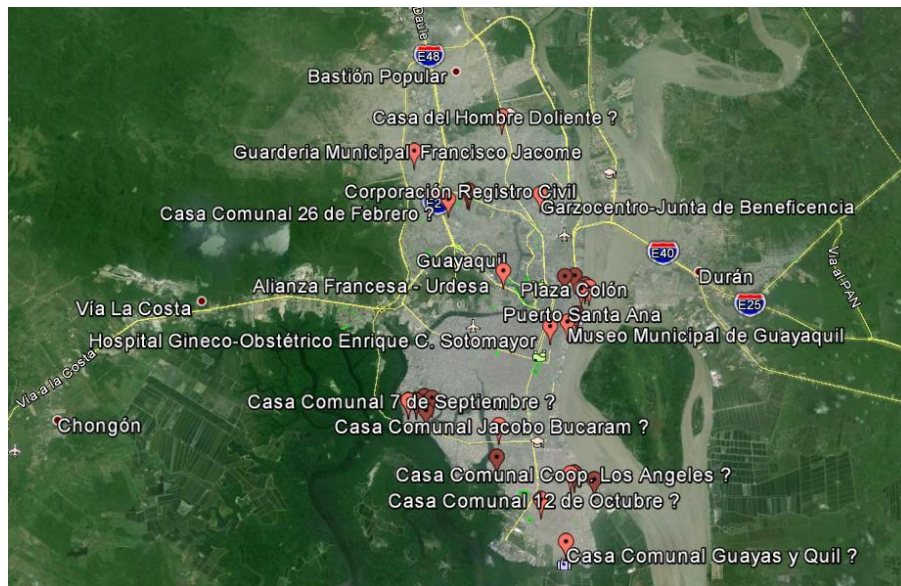 Daule
E48
Bastión Popular
Casa del Hombre Doliente ?
Guarderia Municipal Francisco Jacome
Corporación Registro Civil
E2
Casa Comunal 26 de Febrero ?
Garzocentro-Junta de Beneficencia
E40
Guayaquil
Durán
Alianza Francesa - Urdesa
Plaza Colón
Vía al PAN
E25
Vía La Costa
Puerto Santa Ana
Hospital Gineco-Obstétrico Enrique C. Sotomayor
Museo Municipal de Guayaquil
Vía a la Costa
Casa Comunal 7 de Septiembre ?
Chongón
Casa Comunal Jacobo Bucaram ?
Casa Comunal Coop. Los Angeles ?
Casa Comunal 12 de Octubre ?
Casa Comunal Guayas y Quil ?